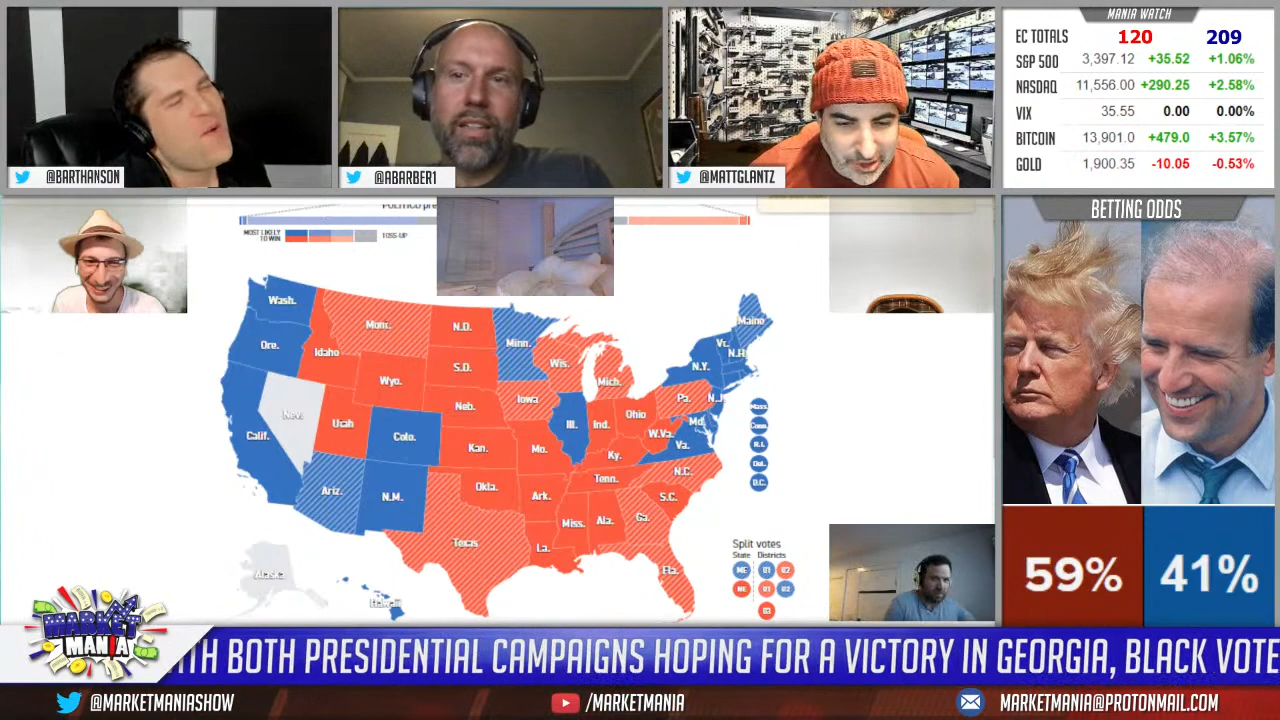 @BARTHANSON
@ABARBER1
@MATTGLANTZ
MANIA WATCH
EC TOTALS 120 209
S&P 500 3,397.12 +35.52 +1.06%
NASDAQ 11,556.00 +290.25 +2.58%
VIX 35.55 0.00 0.00%
BITCOIN 13,901.0 +479.0 +3.57%
GOLD 1,900.35 -10.05 -0.53%
BETTING ODDS
59% 41%
POLITICO pre
MOST LIKELY
TO WIN
TOSS-UP
Wash.
Ore.
Calif.
Nev.
Idaho
Mont.
Wyo.
Utah
Colo.
Ariz.
N.M.
N.D.
S.D.
Neb.
Kan.
Okla.
Texas
Minn.
Iowa
Mo.
Ark.
La.
Wis.
Ill.
Mich.
Ind.
Ohio
Ky.
Tenn.
Miss.
Ala.
Ga.
Fla.
S.C.
N.C.
W.Va.
Va.
Md.
Pa.
N.J.
N.Y.
Vt.
N.H.
Maine
Mass.
Conn.
R.I.
Del.
D.C.
Alaska
Hawaii
Split votes
State Districts
ME 01 02
NE 01 02
03
MARKET
MANIA
TH BOTH PRESIDENTIAL CAMPAIGNS HOPING FOR A VICTORY IN GEORGIA, BLACK VOTE
@MARKETMANIASHOW
/MARKETMANIA
MARKETMANIA@PROTONMAIL.COM